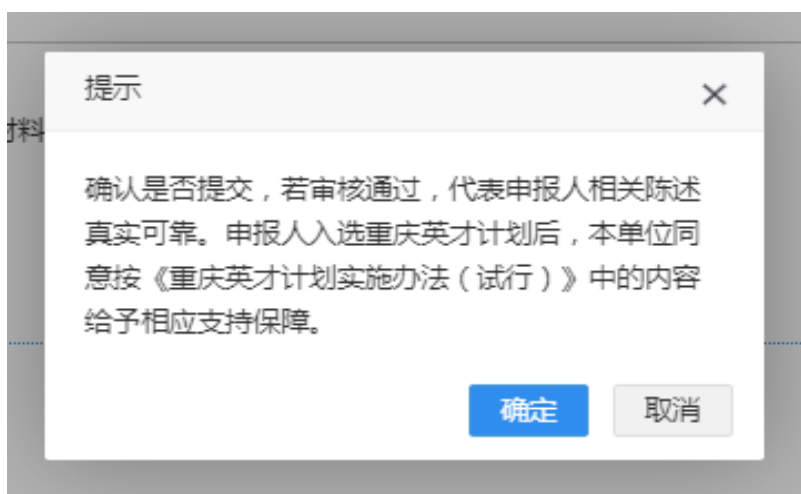 提示
×
材料
确认是否提交，若审核通过，代表申报人相关陈述
真实可靠。申报人入选重庆英才计划后，本单位同
意按《重庆英才计划实施办法（试行）》中的内容
给予相应支持保障。
确定
取消